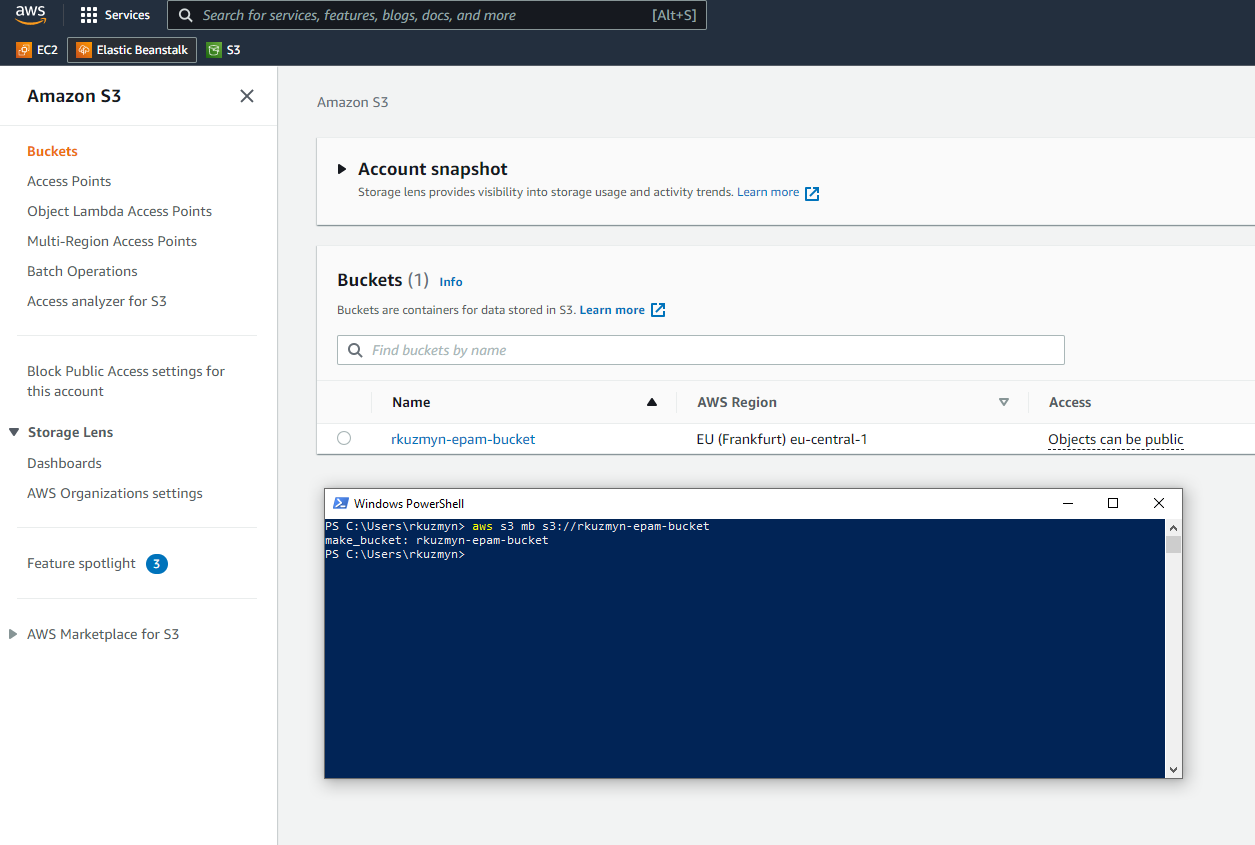 aws
Services
Search for services, features, blogs, docs, and more [Alt+S]
EC2 Elastic Beanstalk S3
Amazon S3
Buckets
Access Points
Object Lambda Access Points
Multi-Region Access Points
Batch Operations
Access analyzer for S3
Block Public Access settings for
this account
Storage Lens
Dashboards
AWS Organizations settings
Feature spotlight 3
AWS Marketplace for S3
Amazon S3
Account snapshot
Storage lens provides visibility into storage usage and activity trends. Learn more
Buckets (1) Info
Buckets are containers for data stored in S3. Learn more
Find buckets by name
Name AWS Region Access
rkuzmyn-epam-bucket EU (Frankfurt) eu-central-1 Objects can be public
Windows PowerShell
PS C:\Users\rkuzmyn> aws s3 mb s3://rkuzmyn-epam-bucket
make_bucket: rkuzmyn-epam-bucket
PS C:\Users\rkuzmyn>